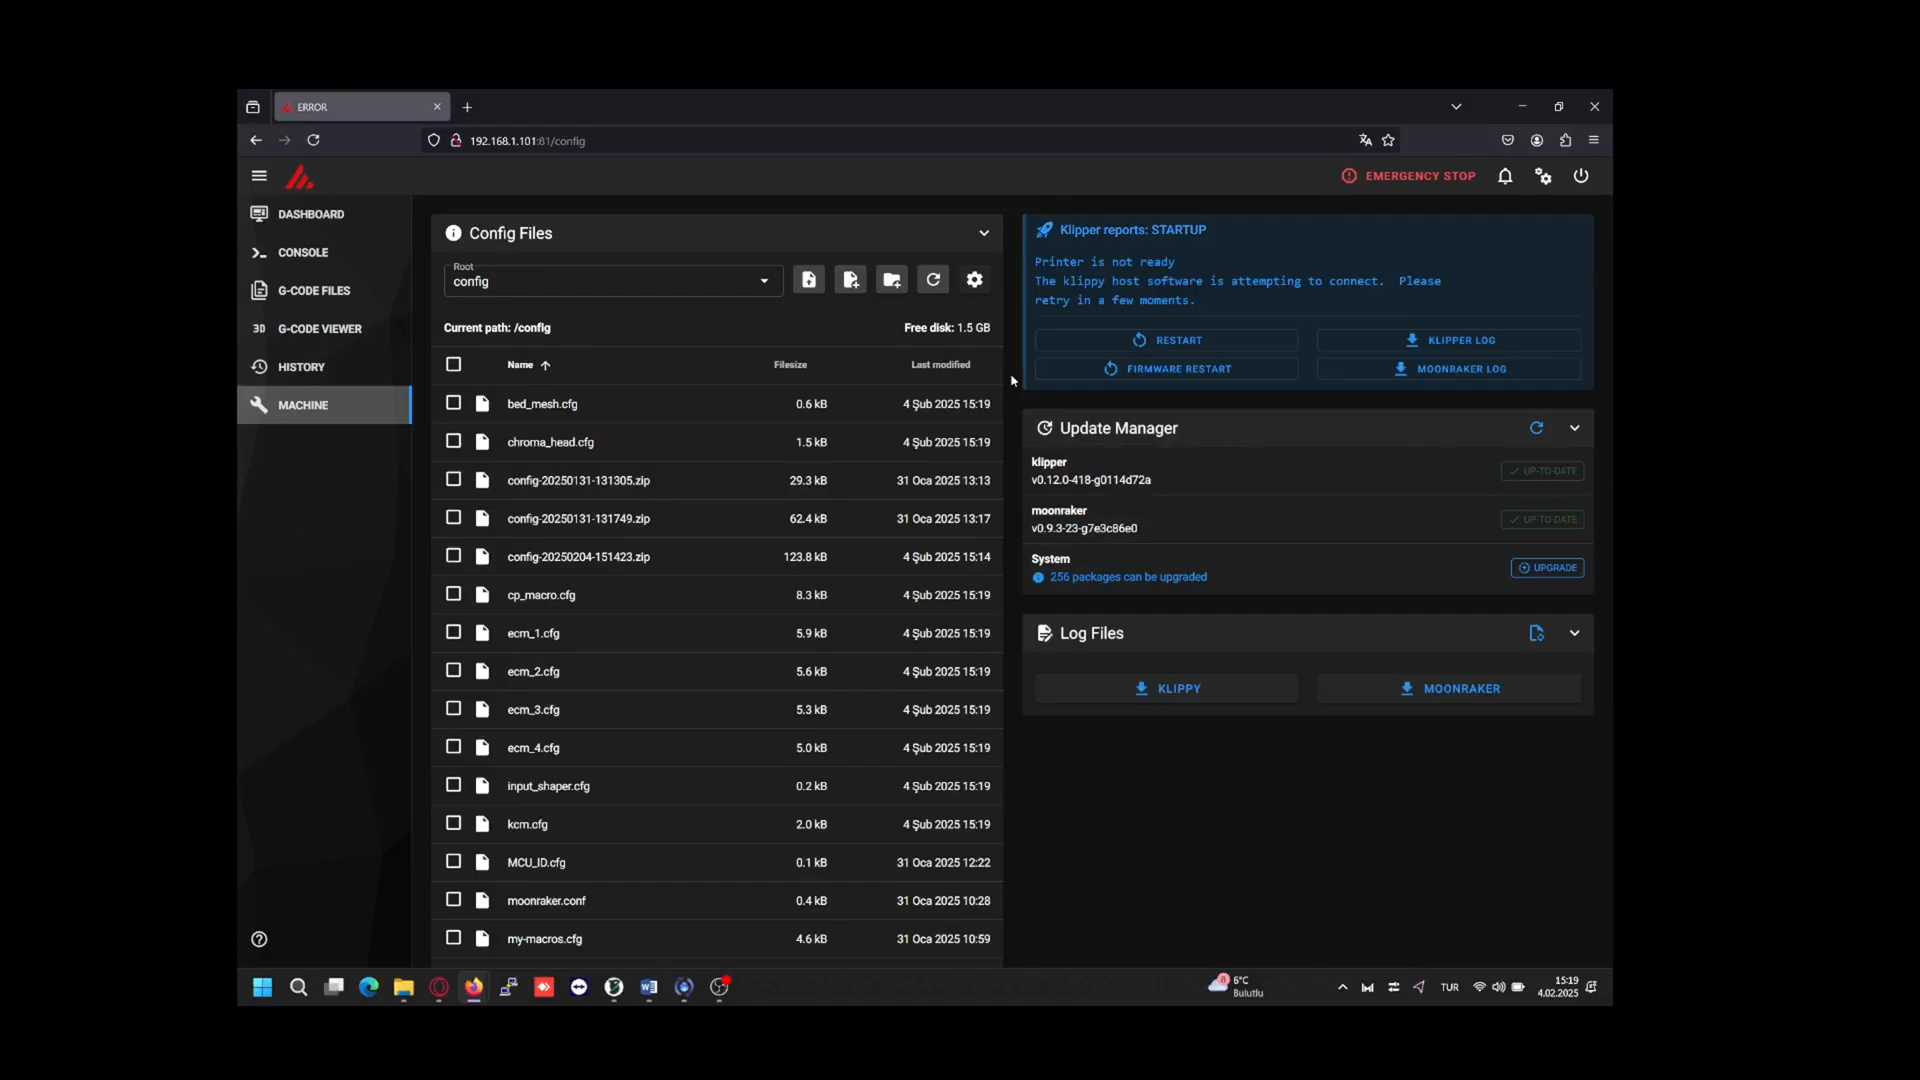 ERROR
192.168.1.101:81/config
EMERGENCY STOP
DASHBOARD
CONSOLE
G-CODE FILES
3D G-CODE VIEWER
HISTORY
MACHINE
Config Files
Root
config
Current path: /config
Free disk: 1.5 GB
Name Filesize Last modified
bed_mesh.cfg 0.6 kB 4 Şub 2025 15:19
chroma_head.cfg 1.5 kB 4 Şub 2025 15:19
config-20250131-131305.zip 29.3 kB 31 Oca 2025 13:13
config-20250131-131749.zip 62.4 kB 31 Oca 2025 13:17
config-20250204-151423.zip 123.8 kB 4 Şub 2025 15:14
cp_macro.cfg 8.3 kB 4 Şub 2025 15:19
ecm_1.cfg 5.9 kB 4 Şub 2025 15:19
ecm_2.cfg 5.6 kB 4 Şub 2025 15:19
ecm_3.cfg 5.3 kB 4 Şub 2025 15:19
ecm_4.cfg 5.0 kB 4 Şub 2025 15:19
input_shaper.cfg 0.2 kB 4 Şub 2025 15:19
kcm.cfg 2.0 kB 4 Şub 2025 15:19
MCU_ID.cfg 0.1 kB 31 Oca 2025 12:22
moonraker.conf 0.4 kB 31 Oca 2025 10:28
my-macros.cfg 4.6 kB 31 Oca 2025 10:59
Klipper reports: STARTUP
Printer is not ready
The klippy host software is attempting to connect. Please
retry in a few moments.
RESTART
KLIPPER LOG
FIRMWARE RESTART
MOONRAKER LOG
Update Manager
klipper
v0.12.0-418-g0114d72a
UP-TO-DATE
moonraker
v0.9.3-23-g7e3c86e0
UP-TO-DATE
System
256 packages can be upgraded
UPGRADE
Log Files
KLIPPY
MOONRAKER
6°C
Bulutlu
TUR
15:19
4.02.2025